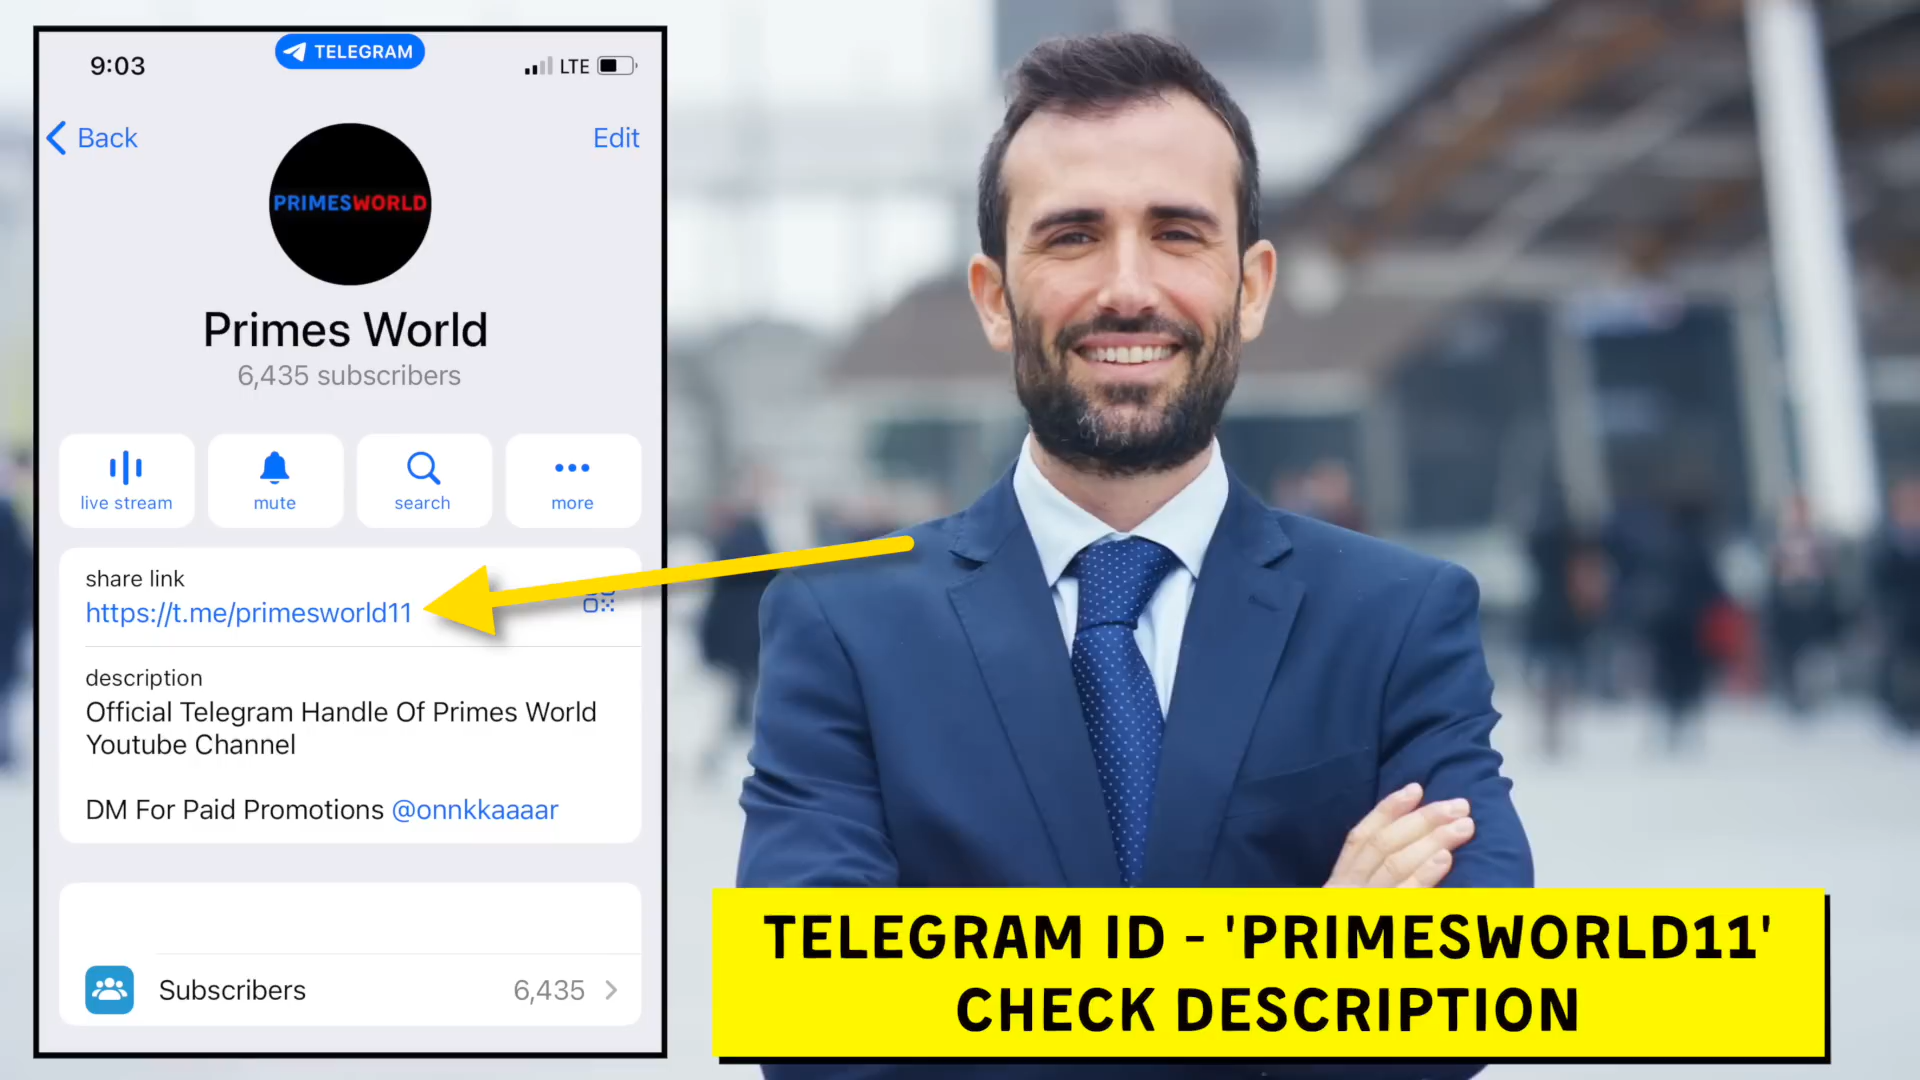 9:03
TELEGRAM
LTE
Back
Edit
PRIMESWORLD
Primes World
6,435 subscribers
live stream
mute
search
more
share link
https://t.me/primesworld11
description
Official Telegram Handle Of Primes World
Youtube Channel
DM For Paid Promotions @onnkkaaaar
Subscribers
6,435
TELEGRAM ID - 'PRIMESWORLD11'
CHECK DESCRIPTION